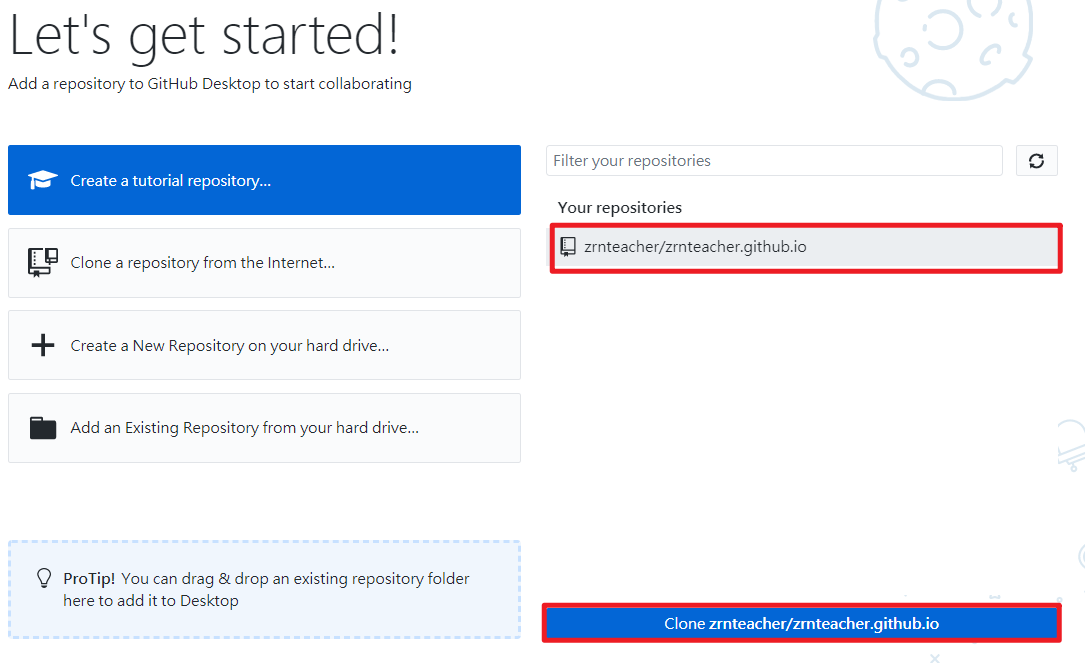 Let's get started!
Add a repository to GitHub Desktop to start collaborating
Create a tutorial repository...
Clone a repository from the Internet...
Create a New Repository on your hard drive...
Add an Existing Repository from your hard drive...
ProTip! You can drag & drop an existing repository folder
here to add it to Desktop
Filter your repositories
Your repositories
zrnteacher/zrnteacher.github.io
Clone zrnteacher/zrnteacher.github.io